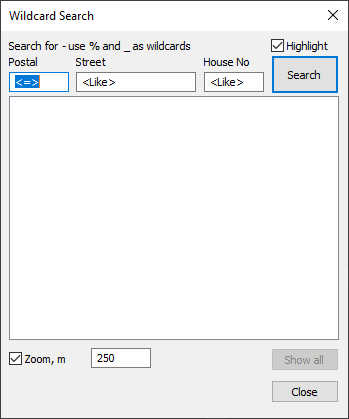 Wildcard Search
Search for - use % and _ as wildcards Highlight
Postal Street House No
<=> <Like> <Like> Search
Zoom, m 250 Show all
Close